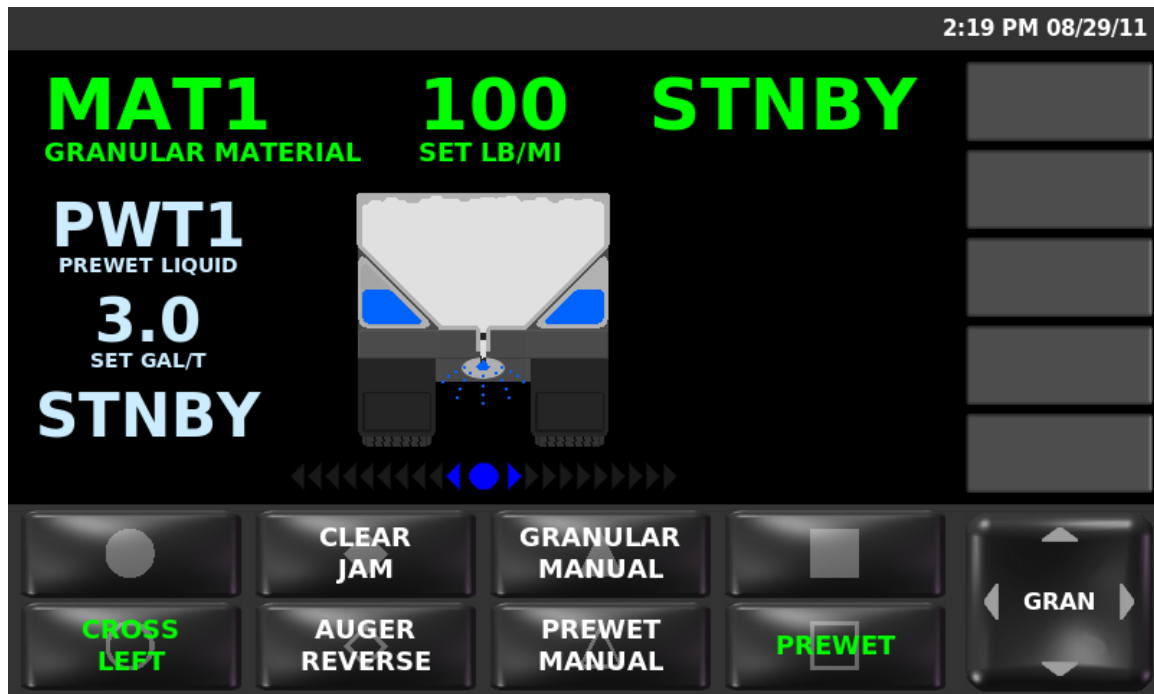 2:19 PM 08/29/11
MAT1 100 STNBY
GRANULAR MATERIAL SET LB/MI
PWT1
PREWET LIQUID
3.0
SET GAL/T
STNBY
CLEAR
JAM
GRANULAR
MANUAL
CROSS
LEFT
AUGER
REVERSE
PREWET
MANUAL
PREWET
GRAN